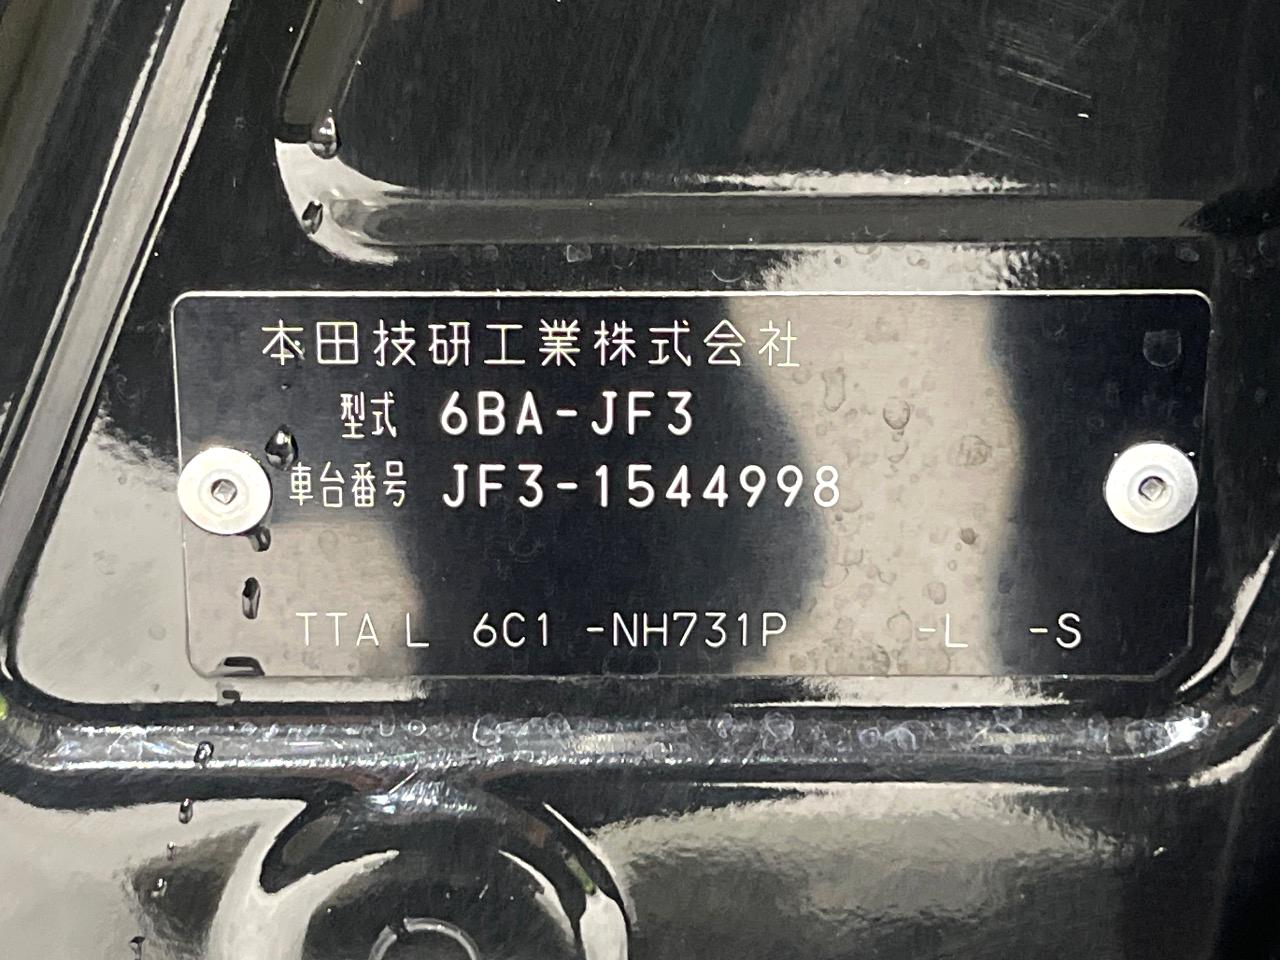 本田技研工業株式会社
型式 6BA-JF3
車台番号 JF3-1544998
TTA L 6C1 -NH731P -L -S